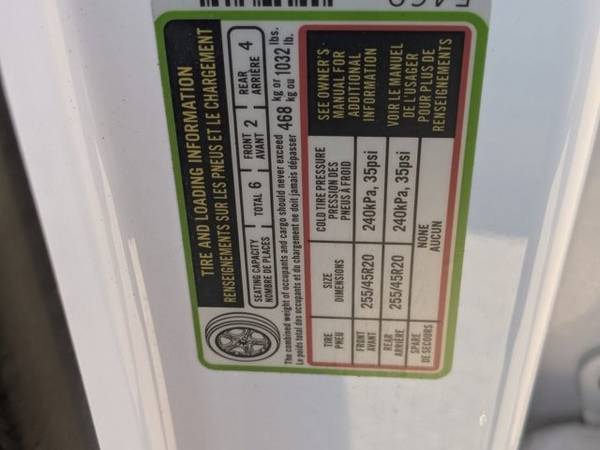 TIRE AND LOADING INFORMATION
RENSEIGNEMENTS SUR LES PNEUS ET LE CHARGEMENT
SEATING CAPACITY
NOMBRE DE PLACES
TOTAL 6
FRONT
AVANT
2
REAR
ARRIÈRE
4
The combined weight of occupants and cargo should never exceed
Le poids total des occupants et du chargement ne doit jamais dépasser
468 kg or 1032 lbs.
kg ou lb.
TIRE
PNEU
SIZE
DIMENSIONS
COLD TIRE PRESSURE
PRESSION DES
PNEUS À FROID
FRONT
AVANT
255/45R20
240kPa, 35psi
REAR
ARRIÈRE
255/45R20
240kPa, 35psi
SPARE
DE SECOURS
NONE
AUCUN
SEE OWNER'S
MANUAL FOR
ADDITIONAL
INFORMATION
VOIR LE MANUEL
DE L'USAGER
POUR PLUS DE
RENSEIGNEMENTS